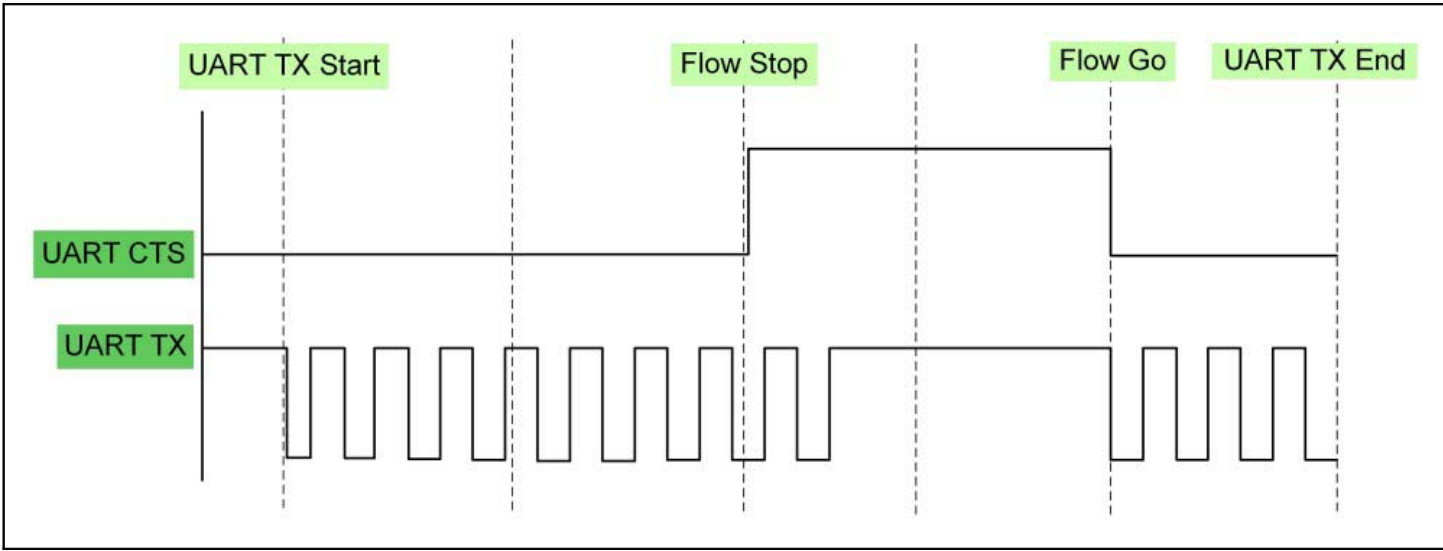 UART TX Start
Flow Stop
Flow Go
UART TX End
UART CTS
UART TX